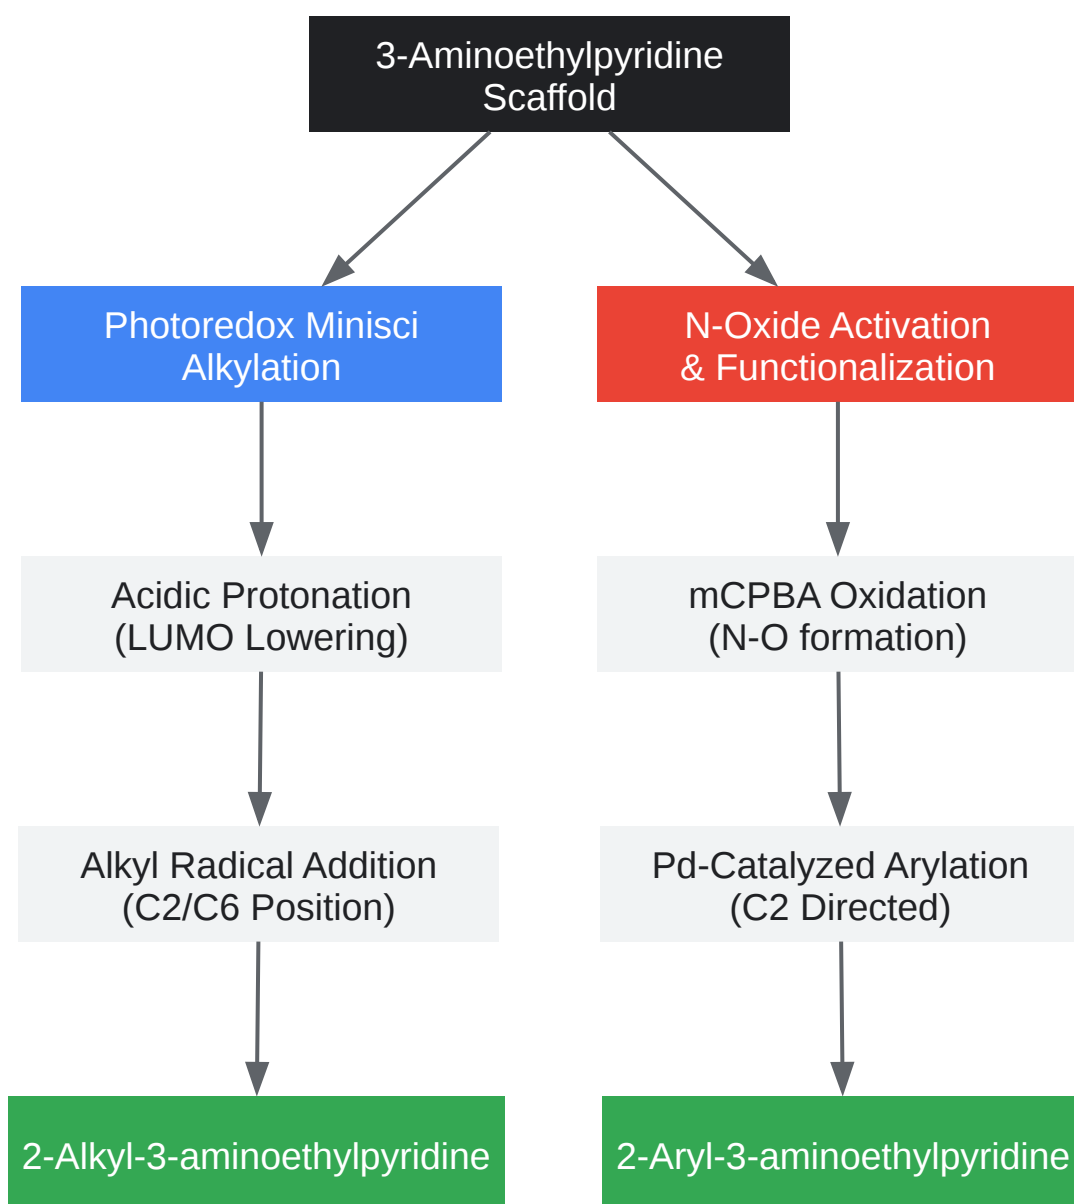 3-Aminoethylpyridine
Scaffold
Photoredox Minisci
Alkylation
N-Oxide Activation
& Functionalization
Acidic Protonation
(LUMO Lowering)
mCPBA Oxidation
(N-O formation)
Alkyl Radical Addition
(C2/C6 Position)
Pd-Catalyzed Arylation
(C2 Directed)
2-Alkyl-3-aminoethylpyridine
2-Aryl-3-aminoethylpyridine